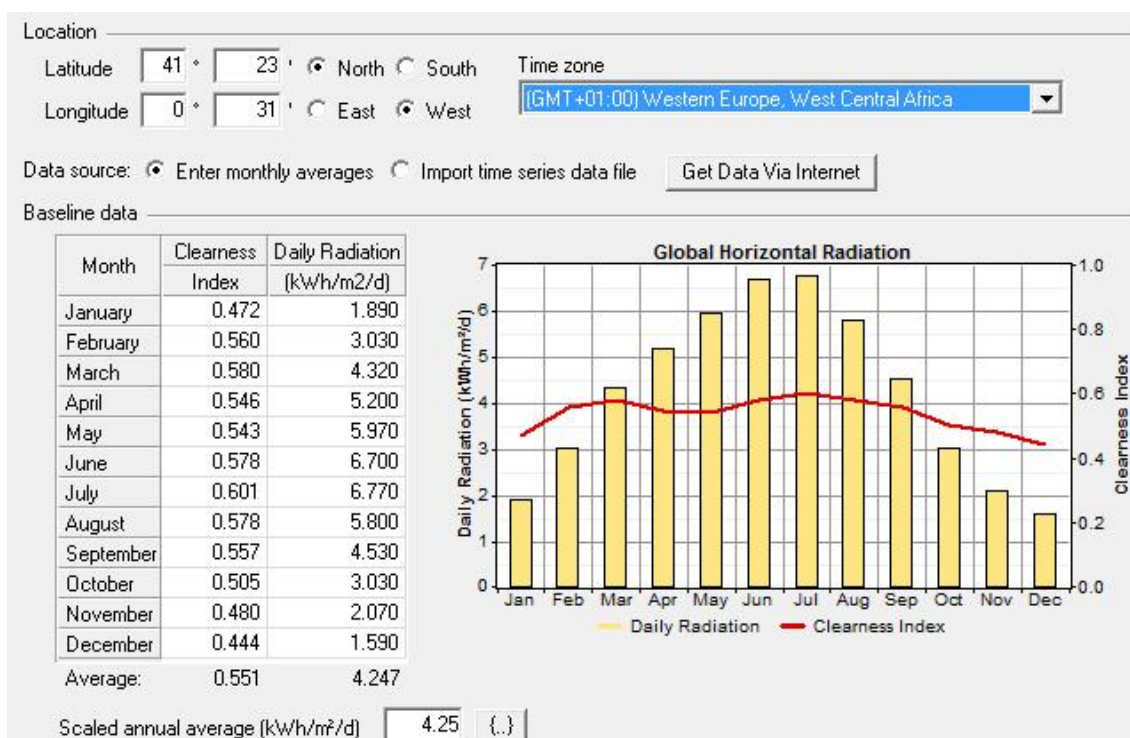 Location
Latitude 41 ° 23 ' North South
Time zone
Longitude 0 ° 31 ' East West
(GMT+01:00) Western Europe, West Central Africa
Data source: Enter monthly averages Import time series data file Get Data Via Internet
Baseline data
Month Clearness Index Daily Radiation (kWh/m2/d)
January 0.472 1.890
February 0.560 3.030
March 0.580 4.320
April 0.546 5.200
May 0.543 5.970
June 0.578 6.700
July 0.601 6.770
August 0.578 5.800
September 0.557 4.530
October 0.505 3.030
November 0.480 2.070
December 0.444 1.590
Average: 0.551 4.247
Scaled annual average (kWh/m²/d) 4.25 {..}
Global Horizontal Radiation
Daily Radiation (kWh/m²/d)
7
6
5
4
3
2
1
0
1.0
0.8
0.6
0.4
0.2
0.0
Clearness Index
Jan Feb Mar Apr May Jun Jul Aug Sep Oct Nov Dec
Daily Radiation Clearness Index